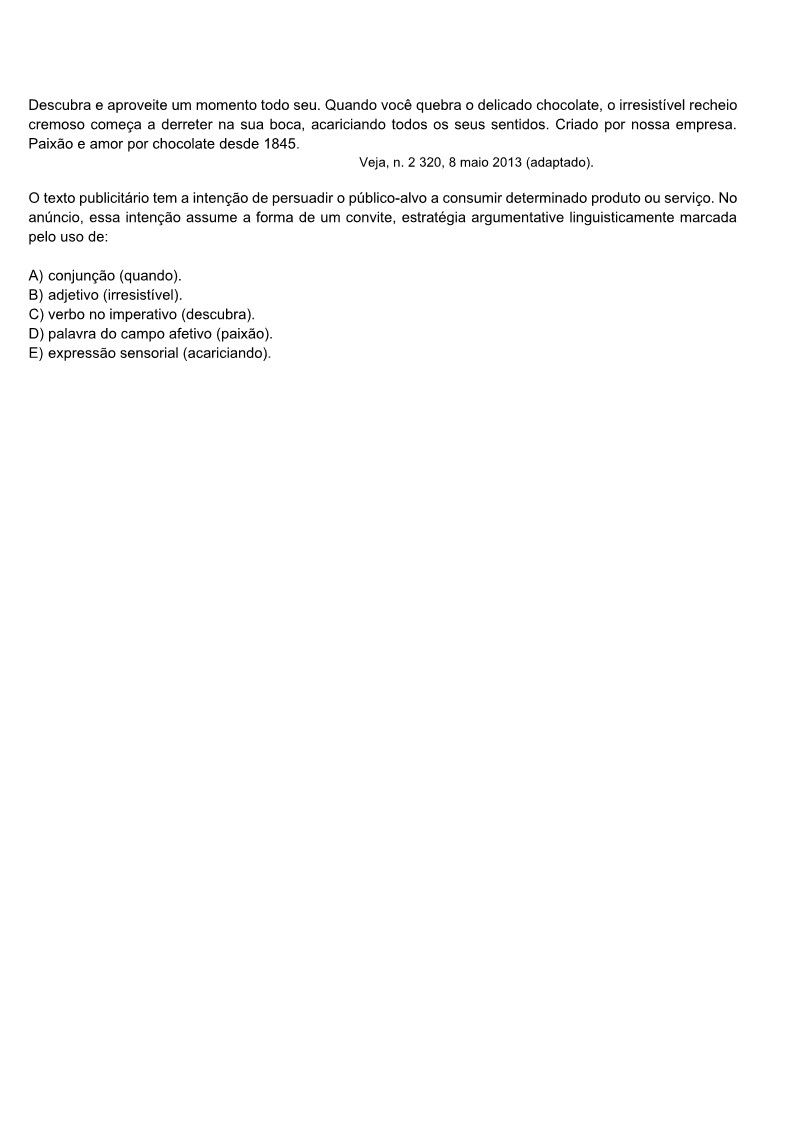 Descubra e aproveite um momento todo seu. Quando você quebra o delicado chocolate, o irresistível recheio
cremoso começa a derreter na sua boca, acariciando todos os seus sentidos. Criado por nossa empresa.
Paixão e amor por chocolate desde 1845.
Veja, n. 2 320, 8 maio 2013 (adaptado).
O texto publicitário tem a intenção de persuadir o público-alvo a consumir determinado produto ou serviço. No
anúncio, essa intenção assume a forma de um convite, estratégia argumentative linguisticamente marcada
pelo uso de:
A) conjunção (quando).
B) adjetivo (irresistível).
C) verbo no imperativo (descubra).
D) palavra do campo afetivo (paixão).
E) expressão sensorial (acariciando).